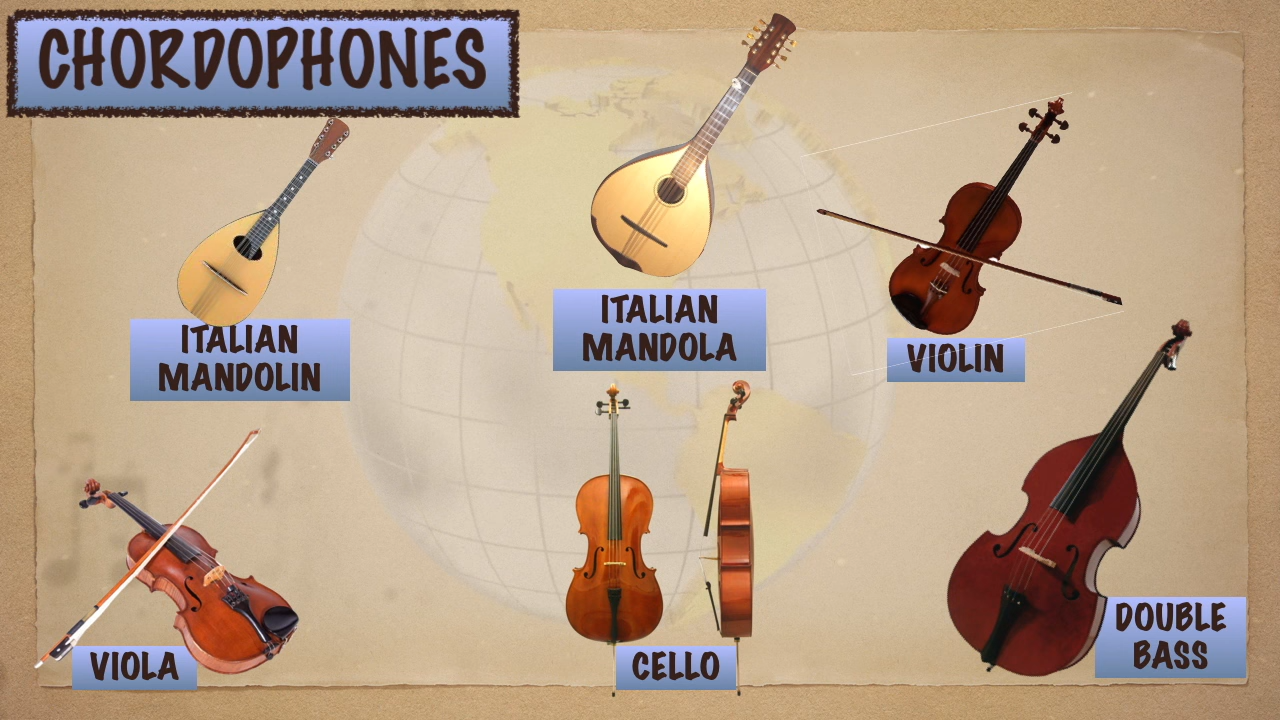 CHORDOPHONES
ITALIAN
MANDOLIN
ITALIAN
MANDOLA
VIOLIN
VIOLA
CELLO
DOUBLE
BASS